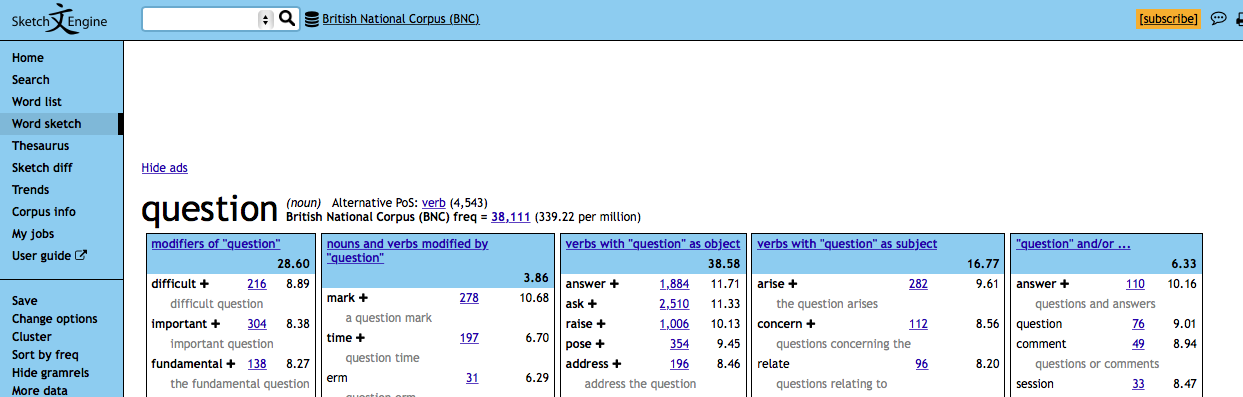 Sketch 文 Engine
British National Corpus (BNC)
[subscribe]
Home
Search
Word list
Word sketch
Thesaurus
Sketch diff
Trends
Corpus info
My jobs
User guide
Save
Change options
Cluster
Sort by freq
Hide gramrels
More data
Hide ads
question (noun) Alternative PoS: verb (4,543)
British National Corpus (BNC) freq = 38,111 (339.22 per million)
modifiers of "question"
28.60
difficult + 216 8.89
difficult question
important + 304 8.38
important question
fundamental + 138 8.27
the fundamental question
nouns and verbs modified by
"question"
3.86
mark + 278 10.68
a question mark
time + 197 6.70
question time
erm 31 6.29
question erm
verbs with "question" as object
38.58
answer + 1,884 11.71
ask + 2,510 11.33
raise + 1,006 10.13
pose + 354 9.45
address + 196 8.46
address the question
verbs with "question" as subject
16.77
arise + 282 9.61
the question arises
concern + 112 8.56
questions concerning the
relate 96 8.20
questions relating to
"question" and/or ...
6.33
answer + 110 10.16
questions and answers
question 76 9.01
comment 49 8.94
questions or comments
session 33 8.47